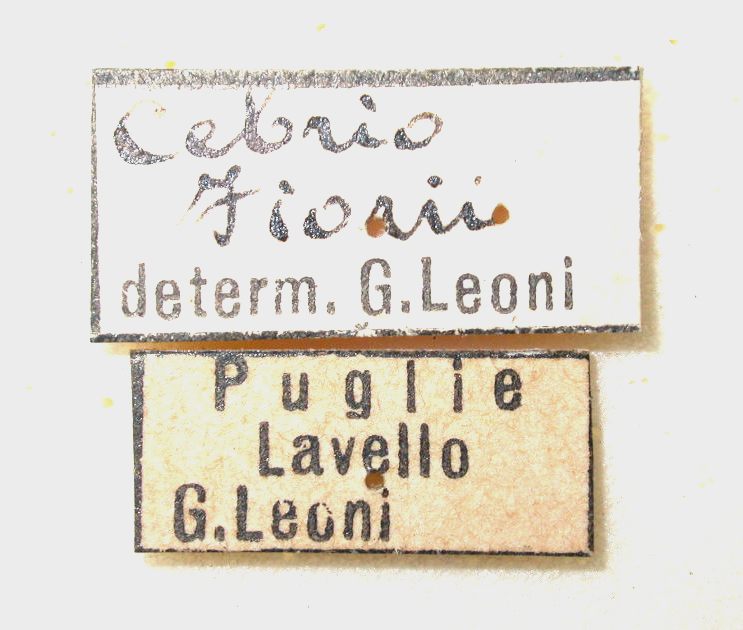 Cebrio
Fiorii
determ. G. Leoni
Puglie
Lavello
G. Leoni